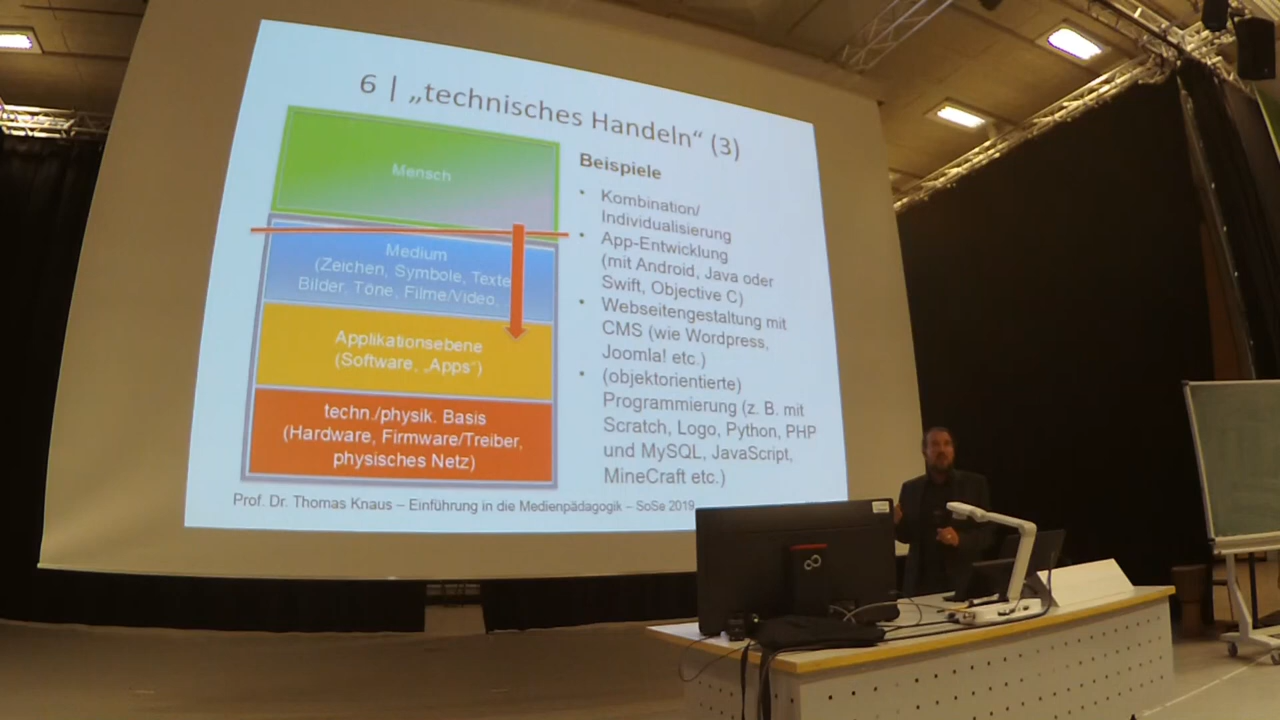 6 | „technisches Handeln“ (3)
Mensch
Medium
(Zeichen, Symbole, Texte
Bilder, Töne, Filme/Video,
Applikationsebene
(Software, „Apps“)
techn./physik. Basis
(Hardware, Firmware/Treiber,
physisches Netz)
Beispiele
• Kombination/
Individualisierung
• App-Entwicklung
(mit Android, Java oder
Swift, Objective C)
• Webseitengestaltung mit
CMS (wie Wordpress,
Joomla! etc.)
• (objektorientierte)
Programmierung (z. B. mit
Scratch, Logo, Python, PHP
und MySQL, JavaScript,
MineCraft etc.)
Prof. Dr. Thomas Knaus – Einführung in die Medienpädagogik – SoSe 2019